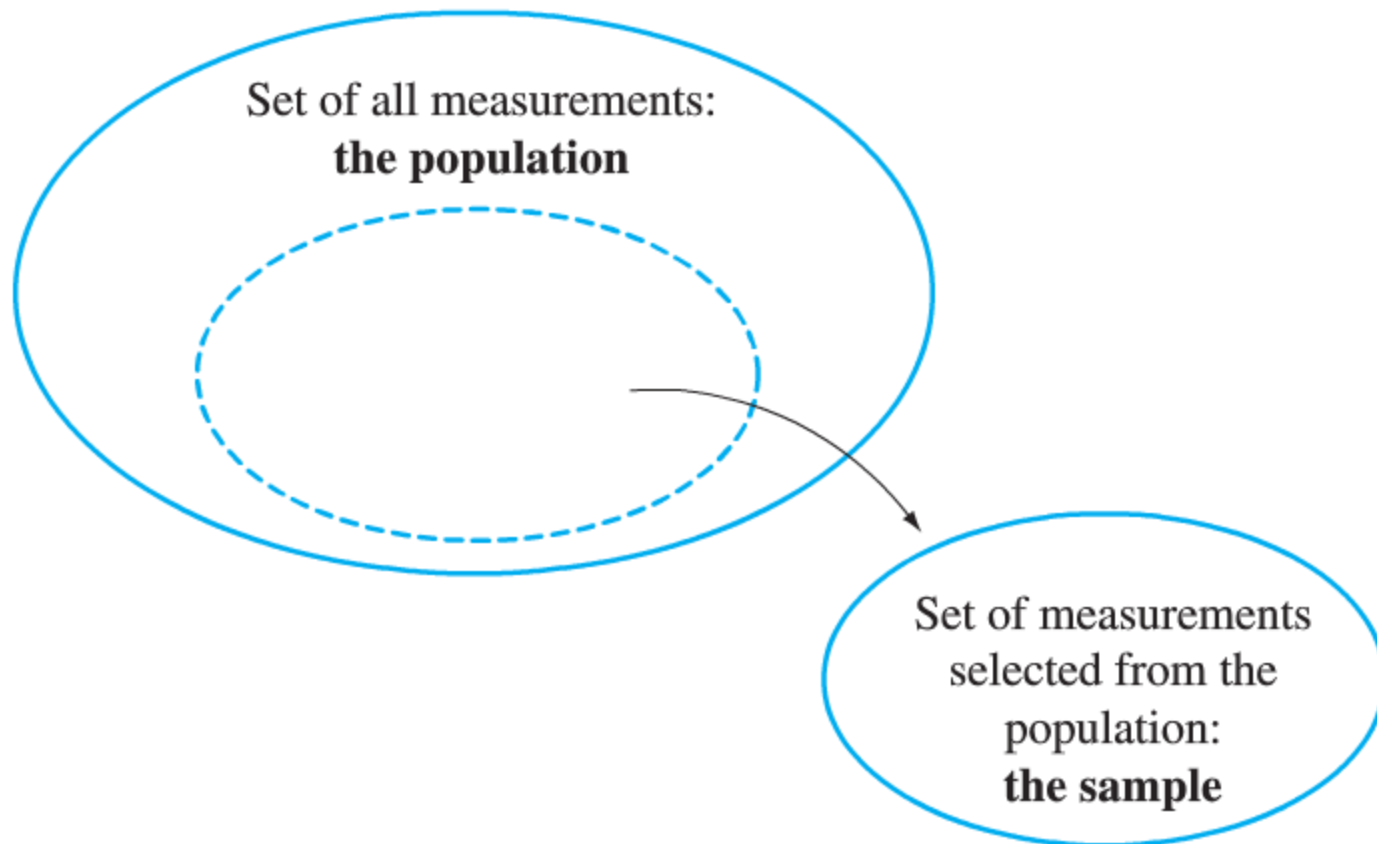 Set of all measurements:
the population
Set of measurements
selected from the
population:
the sample